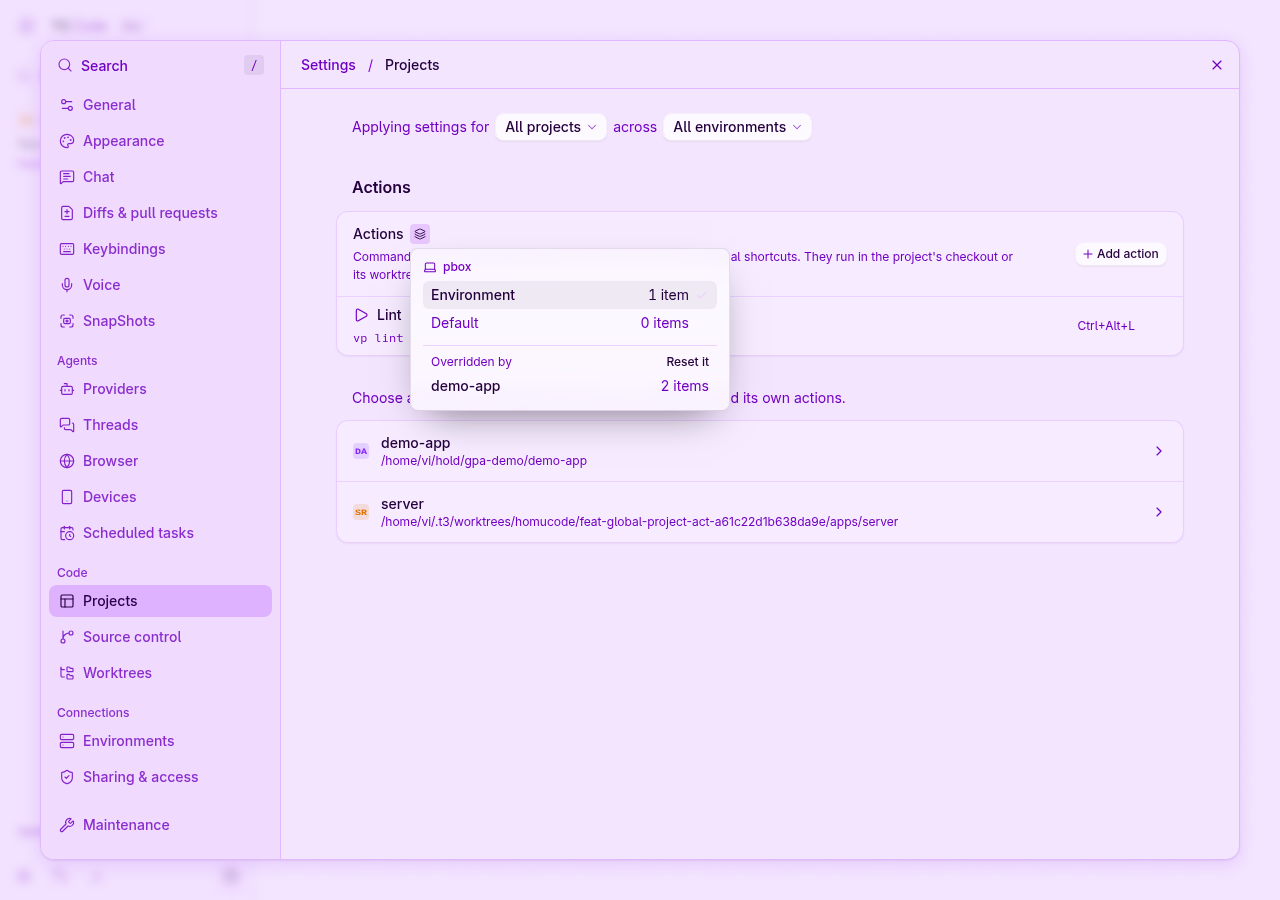 Search /
General
Appearance
Chat
Diffs & pull requests
Keybindings
Voice
SnapShots
Agents
Providers
Threads
Browser
Devices
Scheduled tasks
Code
Projects
Source control
Worktrees
Connections
Environments
Sharing & access
Maintenance
Settings / Projects
Applying settings for All projects across All environments
Actions
Actions
Command al shortcuts. They run in the project's checkout or
its worktre
+ Add action
Lint
vp lint
Ctrl+Alt+L
pbox
Environment 1 item
Default 0 items
Overridden by Reset it
demo-app 2 items
Choose d its own actions.
DA demo-app
/home/vi/hold/gpa-demo/demo-app
SR server
/home/vi/.t3/worktrees/homucode/feat-global-project-act-a61c22d1b638da9e/apps/server